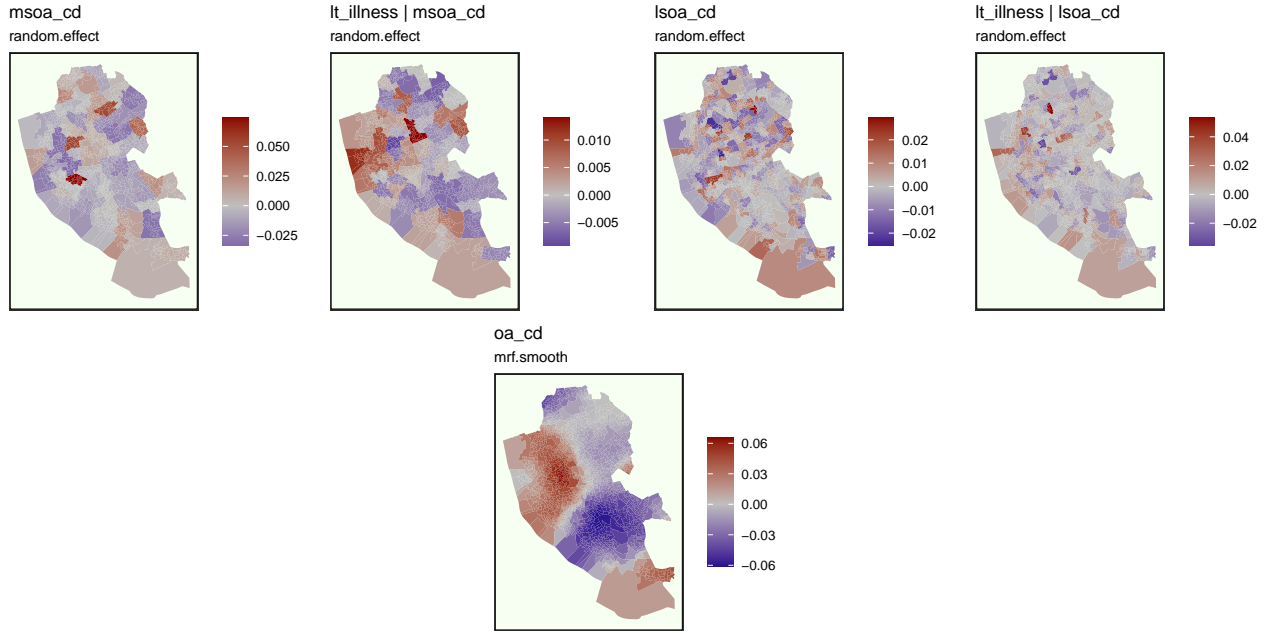 msoa_cd
random.effect
0.050
0.025
0.000
−0.025
lt_illness | msoa_cd
random.effect
0.010
0.005
0.000
−0.005
lsoa_cd
random.effect
0.02
0.01
0.00
−0.01
−0.02
lt_illness | lsoa_cd
random.effect
0.04
0.02
0.00
−0.02
oa_cd
mrf.smooth
0.06
0.03
0.00
−0.03
−0.06